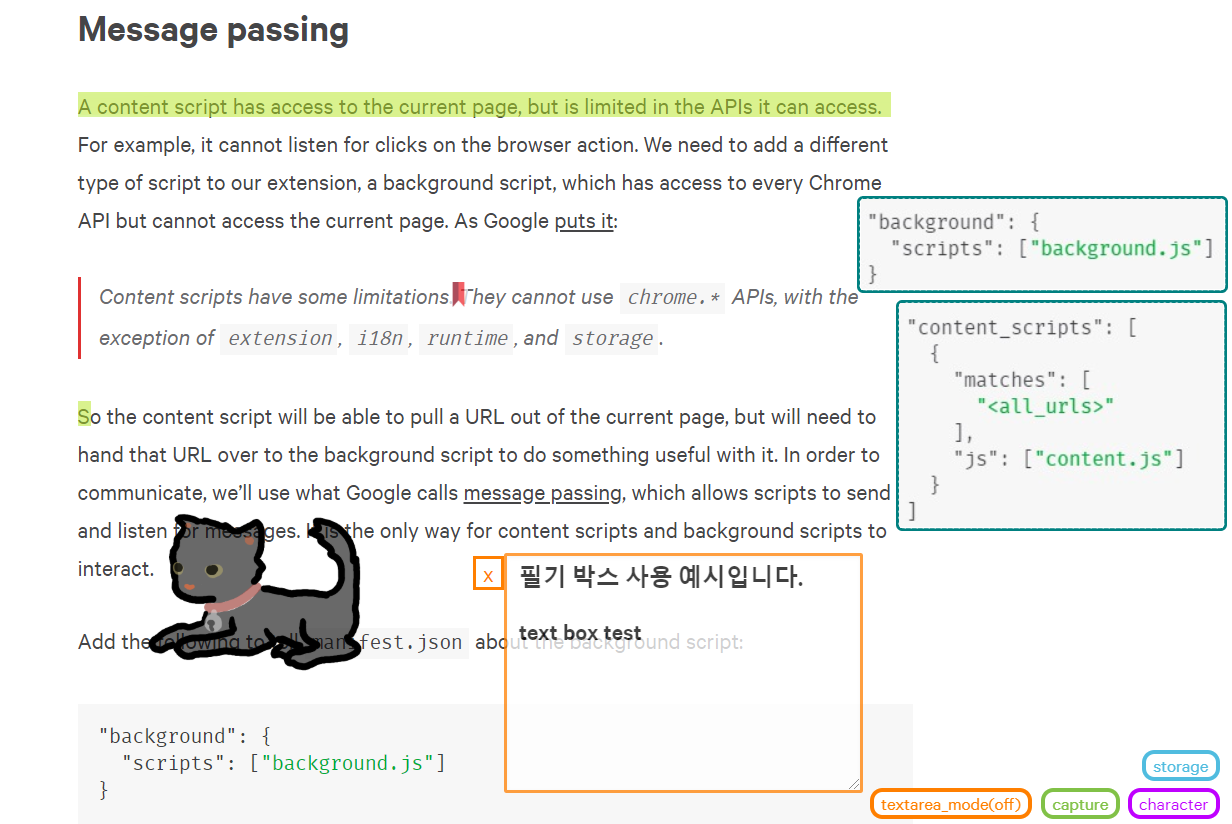 Message passing
A content script has access to the current page, but is limited in the APIs it can access.
For example, it cannot listen for clicks on the browser action. We need to add a different
type of script to our extension, a background script, which has access to every Chrome
API but cannot access the current page. As Google puts it:
Content scripts have some limitations. They cannot use chrome.* APIs, with the
exception of extension, i18n, runtime, and storage.
So the content script will be able to pull a URL out of the current page, but will need to
hand that URL over to the background script to do something useful with it. In order to
communicate, we’ll use what Google calls message passing, which allows scripts to send
and listen for messages. It is the only way for content scripts and background scripts to
interact.
Add the following to manifest.json about the background script:
"background": {
"scripts": ["background.js"]
}
"background": {
"scripts": ["background.js"]
}
"content_scripts": [
{
"matches": [
"<all_urls>"
],
"js": ["content.js"]
}
]
x
필기 박스 사용 예시입니다.
text box test
storage
textarea_mode(off)
capture
character